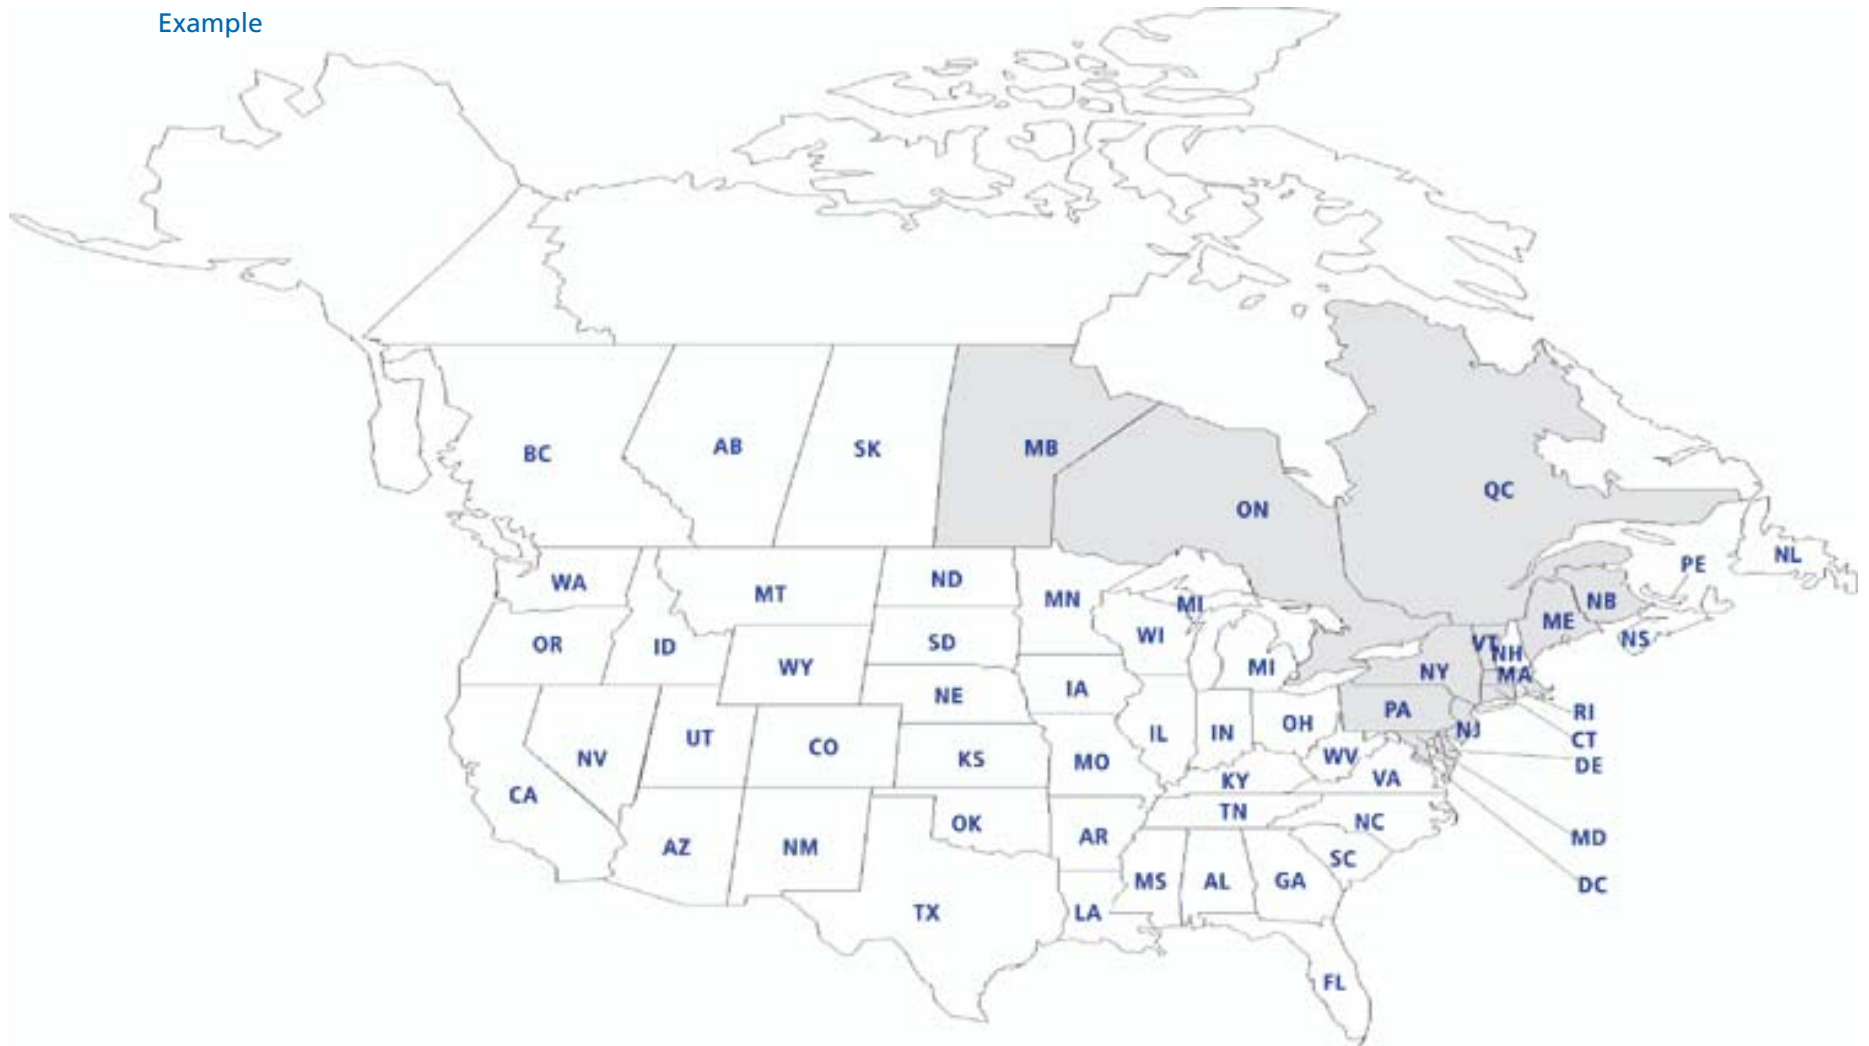 Example
BC
AB
SK
MB
ON
QC
PE
NL
NB
NS
WA
MT
ND
MN
MI
WI
MI
ME
VT
NH
MA
OR
ID
WY
SD
NY
NE
IA
PA
RI
CT
DE
NJ
NV
UT
CO
KS
MO
IL
IN
OH
WV
VA
KY
CA
AZ
NM
OK
AR
TN
NC
SC
MD
DC
TX
LA
MS
AL
GA
FL